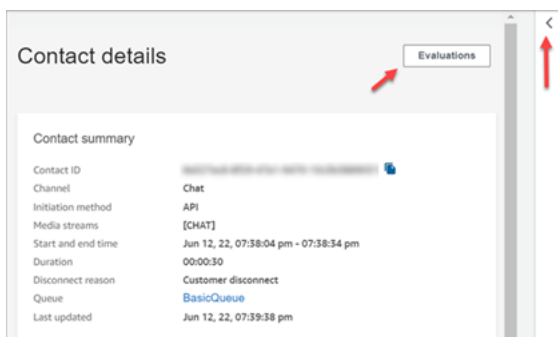 Contact details
Evaluations
Contact summary
Contact ID
Channel Chat
Initiation method API
Media streams [CHAT]
Start and end time Jun 12, 22, 07:38:04 pm - 07:38:34 pm
Duration 00:00:30
Disconnect reason Customer disconnect
Queue BasicQueue
Last updated Jun 12, 22, 07:39:38 pm